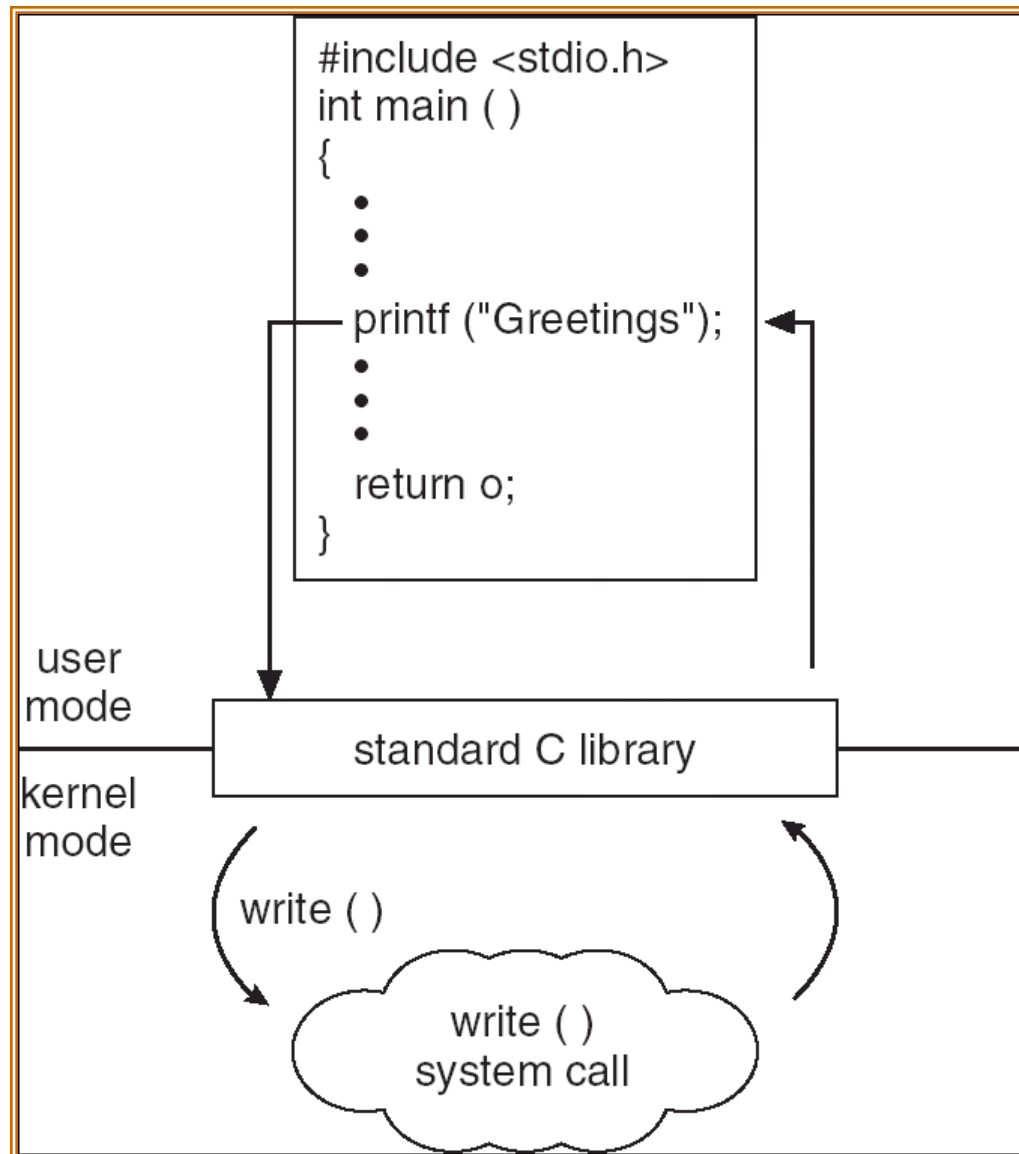 #include <stdio.h>
int main ( )
{
•
•
•
printf ("Greetings");
•
•
•
return o;
}
user
mode
standard C library
kernel
mode
write ( )
write ( )
system call